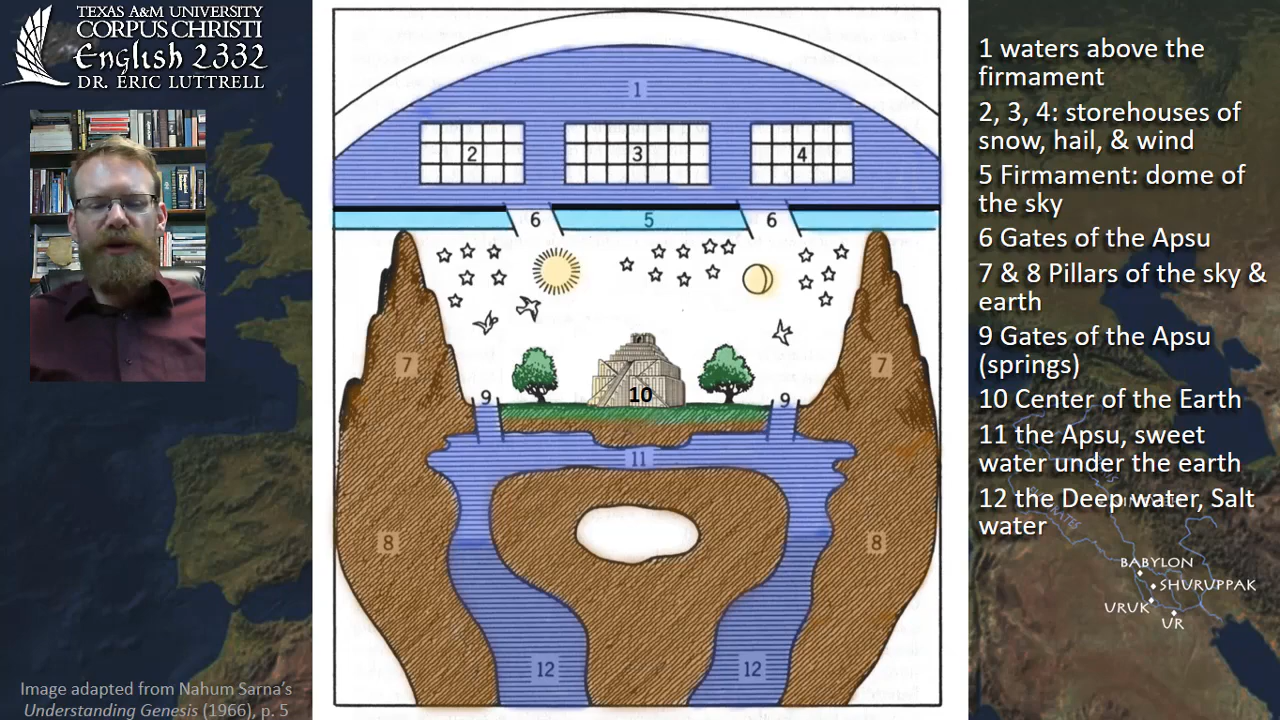 TEXAS A&M UNIVERSITY
CORPUS CHRISTI
English 2332
DR. ERIC LUTTRELL
1
2
3
4
6
5
6
7
7
9
10
9
11
8
8
12
12
1 waters above the
firmament
2, 3, 4: storehouses of
snow, hail, & wind
5 Firmament: dome of
the sky
6 Gates of the Apsu
7 & 8 Pillars of the sky &
earth
9 Gates of the Apsu
(springs)
10 Center of the Earth
11 the Apsu, sweet
water under the earth
12 the Deep water, Salt
water
BABYLON
SHURUPPAK
URUK
UR
Image adapted from Nahum Sarna's
Understanding Genesis (1966), p. 5